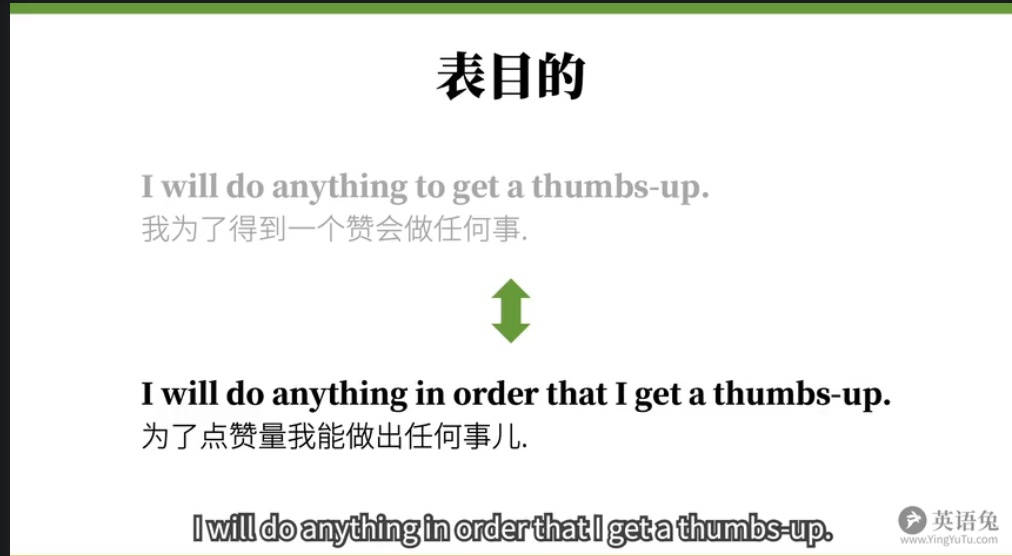 表目的
I will do anything to get a thumbs-up.
我为了得到一个赞会做任何事.
I will do anything in order that I get a thumbs-up.
为了点赞量我能做出任何事儿.
I will do anything in order that I get a thumbs-up.
英语兔
www.YingYuTu.com